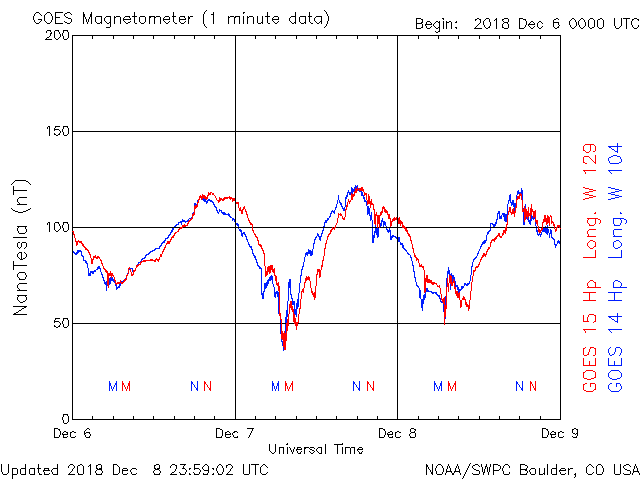 GOES Magnetometer (1 minute data)
Begin: 2018 Dec 6 0000 UTC
200
150
100
50
0
NanoTesla (nT)
M M N N M M N N M M N N
Dec 6 Dec 7 Dec 8 Dec 9
Universal Time
GOES 15 Hp Long. W 129
GOES 14 Hp Long. W 104
Updated 2018 Dec 8 23:59:02 UTC
NOAA/SWPC Boulder, CO USA